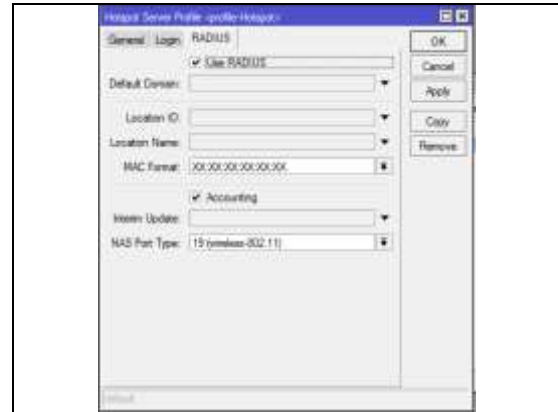 Hotspot Server Profile <profile-Hotspot>
General Login RADIUS
OK
Use RADIUS
Cancel
Default Domain:
Apply
Location ID:
Copy
Location Name:
Remove
MAC Format: XX:XX:XX:XX:XX:XX
Accounting
Interim Update:
NAS Port Type: 19 (wireless-802.11)
default